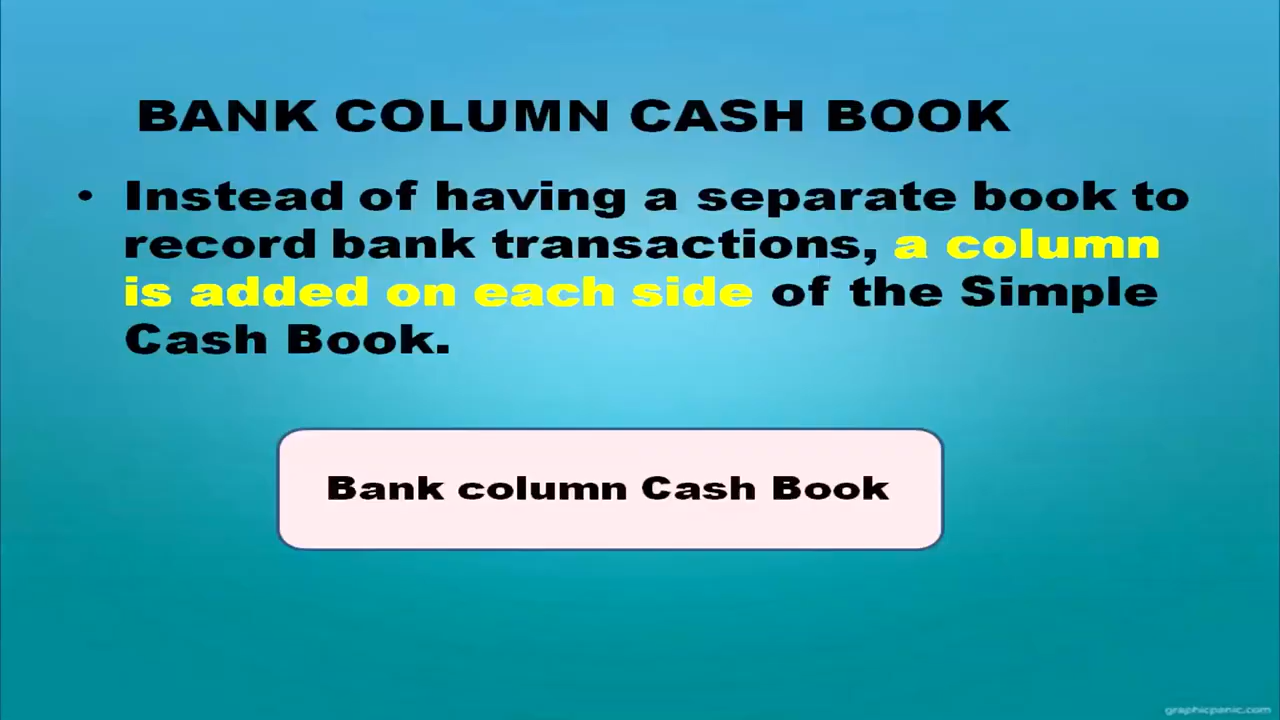 BANK COLUMN CASH BOOK
• Instead of having a separate book to
record bank transactions, a column
is added on each side of the Simple
Cash Book.
Bank column Cash Book
graphicpanic.com